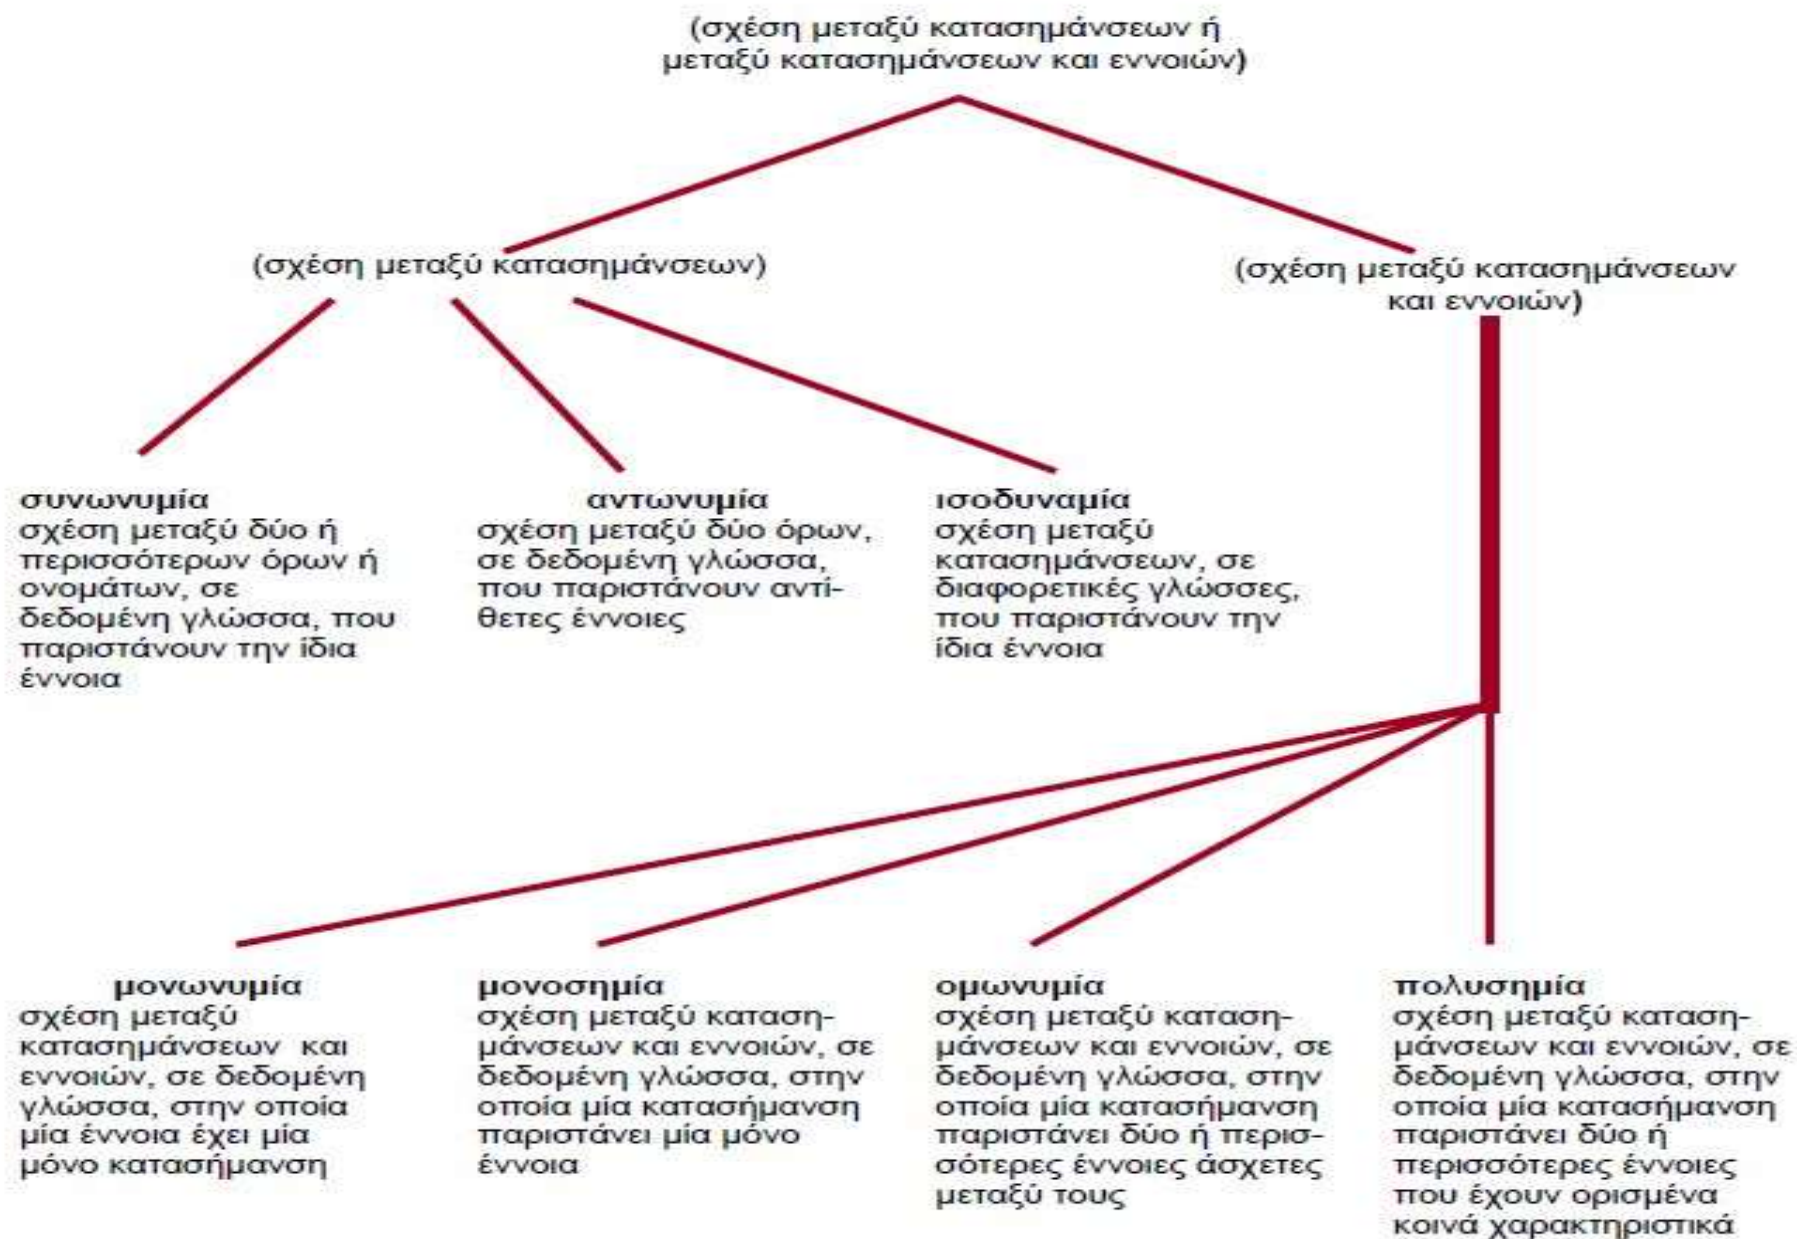 (σχέση μεταξύ κατασημάνσεων ή
μεταξύ κατασημάνσεων και εννοιών)
(σχέση μεταξύ κατασημάνσεων)
(σχέση μεταξύ κατασημάνσεων
και εννοιών)
συνωνυμία
σχέση μεταξύ δύο ή
περισσότερων όρων ή
ονομάτων, σε
δεδομένη γλώσσα, που
παριστάνουν την ίδια
έννοια
αντωνυμία
σχέση μεταξύ δύο όρων,
σε δεδομένη γλώσσα,
που παριστάνουν αντί-
θετες έννοιες
ισοδυναμία
σχέση μεταξύ
κατασημάνσεων, σε
διαφορετικές γλώσσες,
που παριστάνουν την
ίδια έννοια
μονωνυμία
σχέση μεταξύ
κατασημάνσεων και
εννοιών, σε δεδομένη
γλώσσα, στην οποία
μία έννοια έχει μία
μόνο κατασήμανση
μονοσημία
σχέση μεταξύ καταση-
μάνσεων και εννοιών, σε
δεδομένη γλώσσα, στην
οποία μία κατασήμανση
παριστάνει μία μόνο
έννοια
ομωνυμία
σχέση μεταξύ καταση-
μάνσεων και εννοιών, σε
δεδομένη γλώσσα, στην
οποία μία κατασήμανση
παριστάνει δύο ή περισ-
σότερες έννοιες άσχετες
μεταξύ τους
πολυσημία
σχέση μεταξύ καταση-
μάνσεων και εννοιών, σε
δεδομένη γλώσσα, στην
οποία μία κατασήμανση
παριστάνει δύο ή
περισσότερες έννοιες
που έχουν ορισμένα
κοινά χαρακτηριστικά